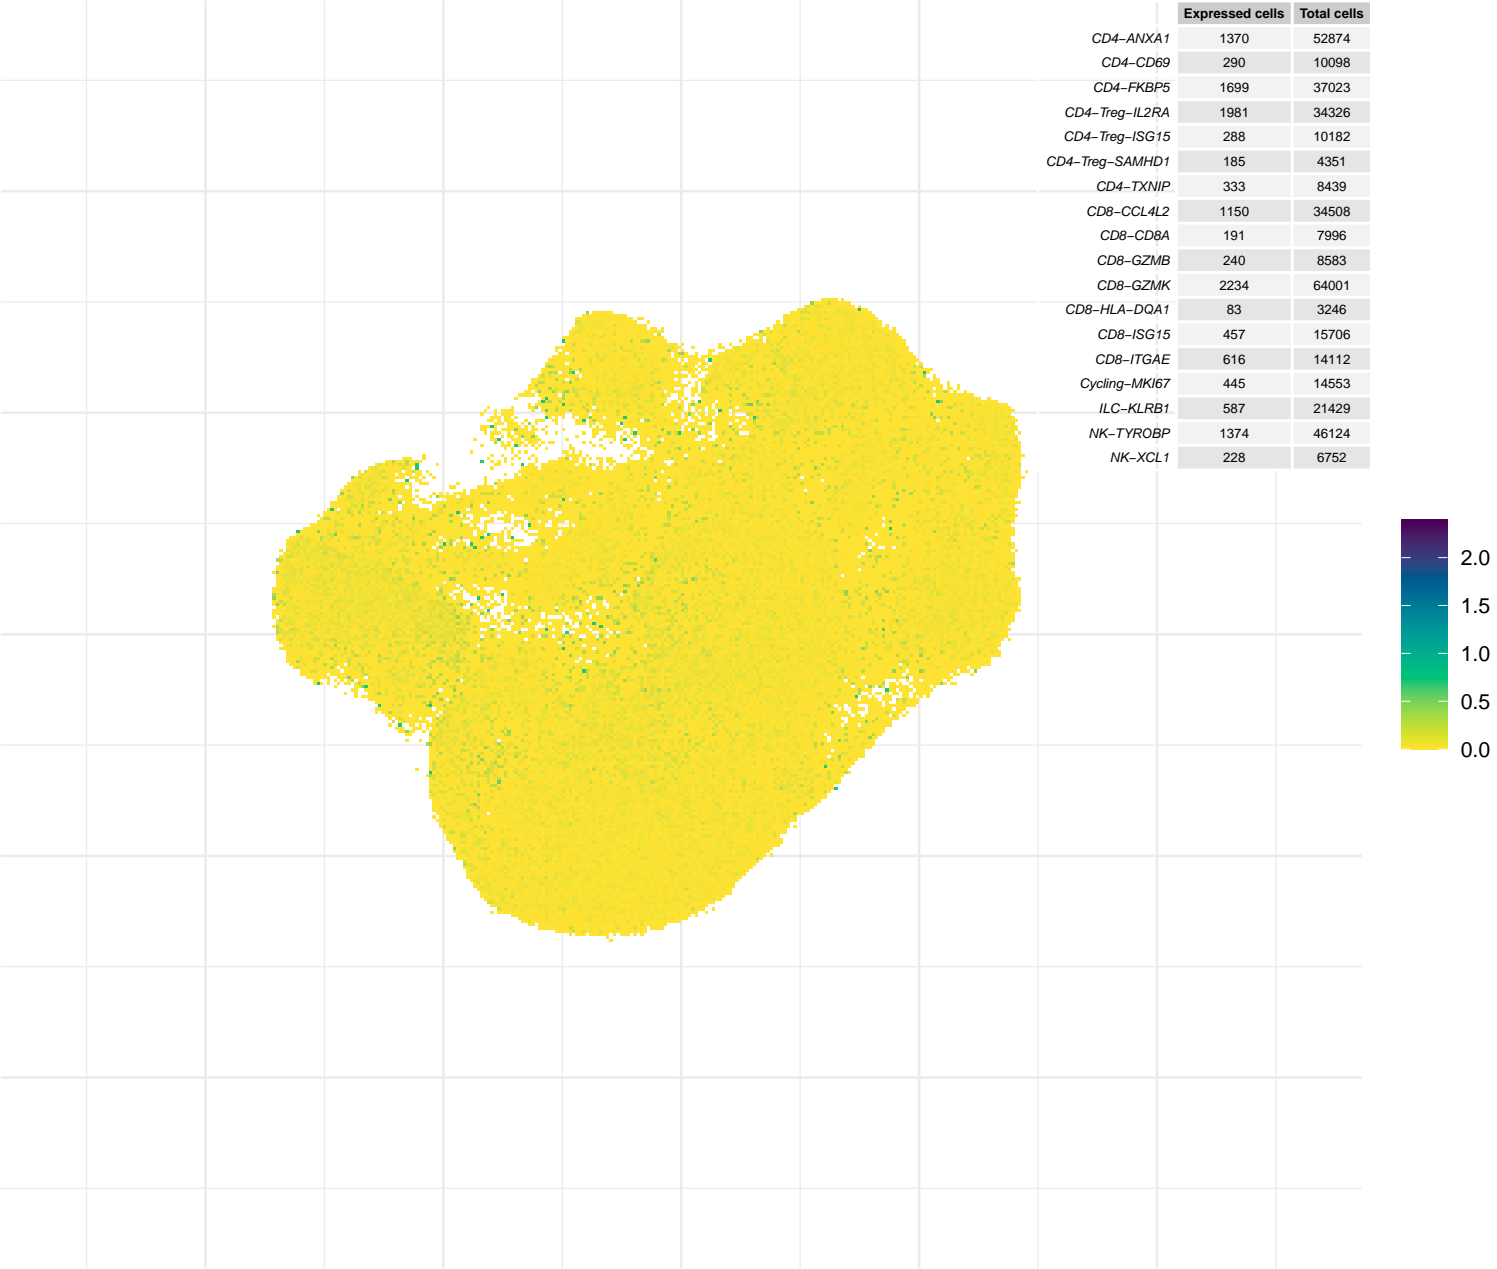 Expressed cells Total cells
CD4−ANXA1 1370 52874
CD4−CD69 290 10098
CD4−FKBP5 1699 37023
CD4−Treg−IL2RA 1981 34326
CD4−Treg−ISG15 288 10182
CD4−Treg−SAMHD1 185 4351
CD4−TXNIP 333 8439
CD8−CCL4L2 1150 34508
CD8−CD8A 191 7996
CD8−GZMB 240 8583
CD8−GZMK 2234 64001
CD8−HLA−DQA1 83 3246
CD8−ISG15 457 15706
CD8−ITGAE 616 14112
Cycling−MKI67 445 14553
ILC−KLRB1 587 21429
NK−TYROBP 1374 46124
NK−XCL1 228 6752
2.0
1.5
1.0
0.5
0.0